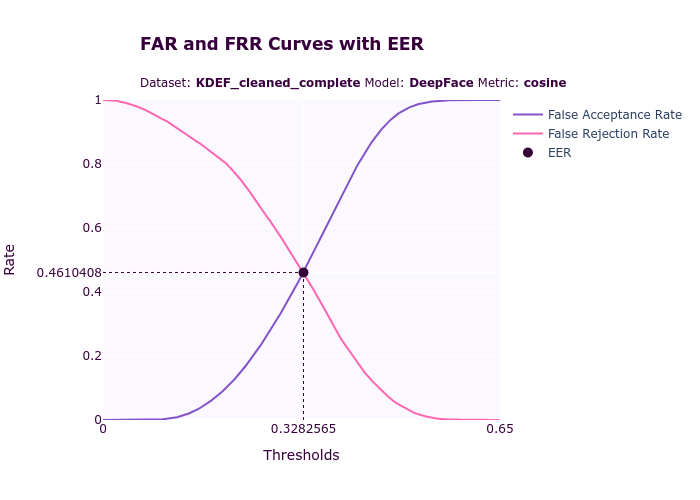 FAR and FRR Curves with EER
Dataset: KDEF_cleaned_complete Model: DeepFace Metric: cosine
1
0.8
0.6
0.4610408
0.4
0.2
0
Rate
0
0.3282565
0.65
Thresholds
False Acceptance Rate
False Rejection Rate
EER